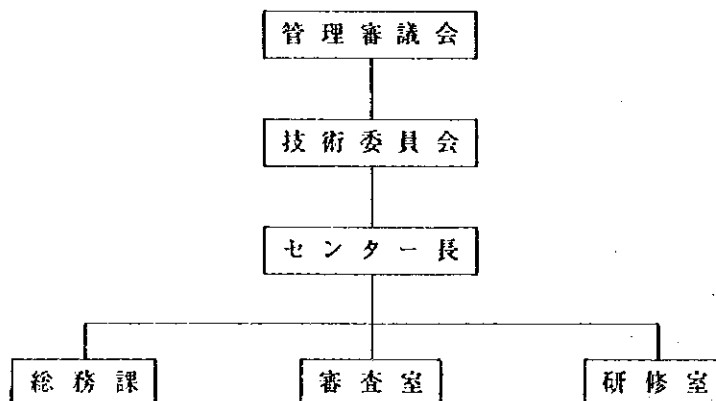 管理審議会
技術委員会
センター長
総務課
審査室
研修室